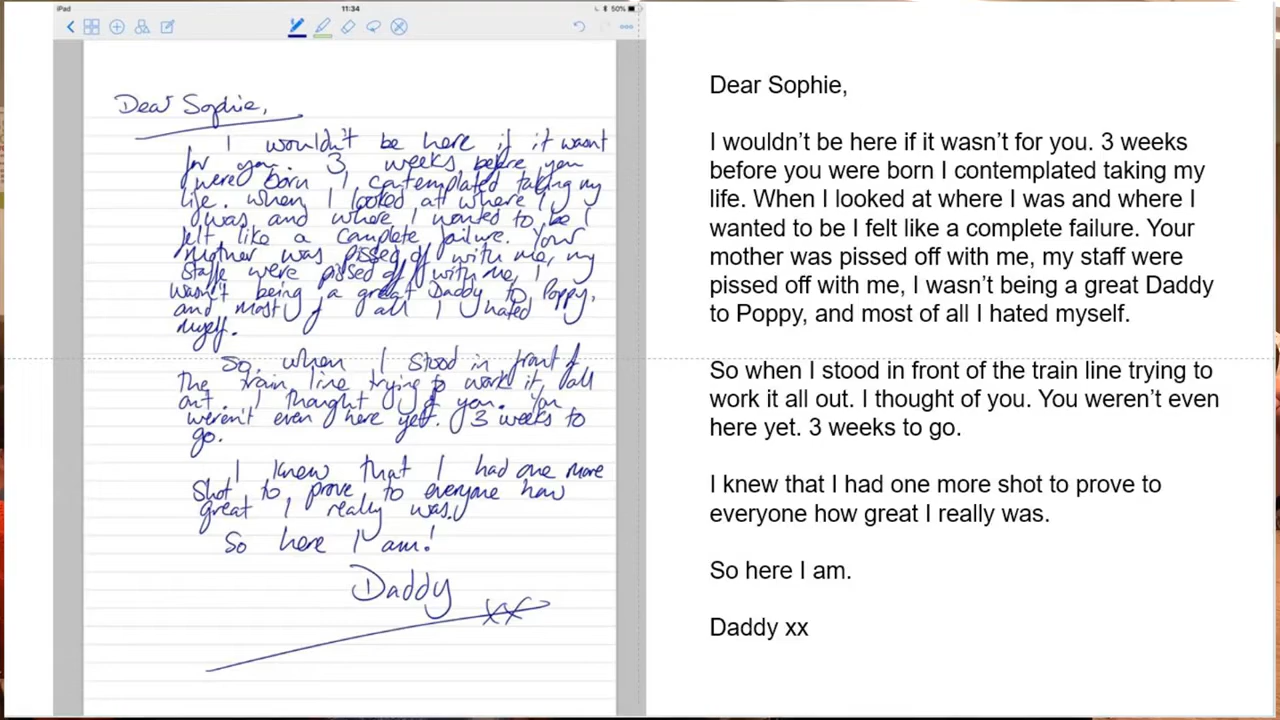 iPad
11:34
50%
Dear Sophie,
I wouldn't be here if it wasnt
for you. 3 weeks before you
were born I contemplated taking my
life. When I looked at where I
was and where I wanted to be I
felt like a complete failure. Your
mother was pissed off with me, my
staff were pissed off with me, I
wasn't being a great Daddy to Poppy,
and most of all I hated
myself.
So, when I stood in front of
the train line trying to work it all
out. I thought of you. You
weren't even here yet. 3 weeks to
go.
I knew that I had one more
shot to prove to everyone how
great I really was.
So here I am!
Daddy
xx
Dear Sophie,
I wouldn’t be here if it wasn’t for you. 3 weeks
before you were born I contemplated taking my
life. When I looked at where I was and where I
wanted to be I felt like a complete failure. Your
mother was pissed off with me, my staff were
pissed off with me, I wasn’t being a great Daddy
to Poppy, and most of all I hated myself.
So when I stood in front of the train line trying to
work it all out. I thought of you. You weren’t even
here yet. 3 weeks to go.
I knew that I had one more shot to prove to
everyone how great I really was.
So here I am.
Daddy xx